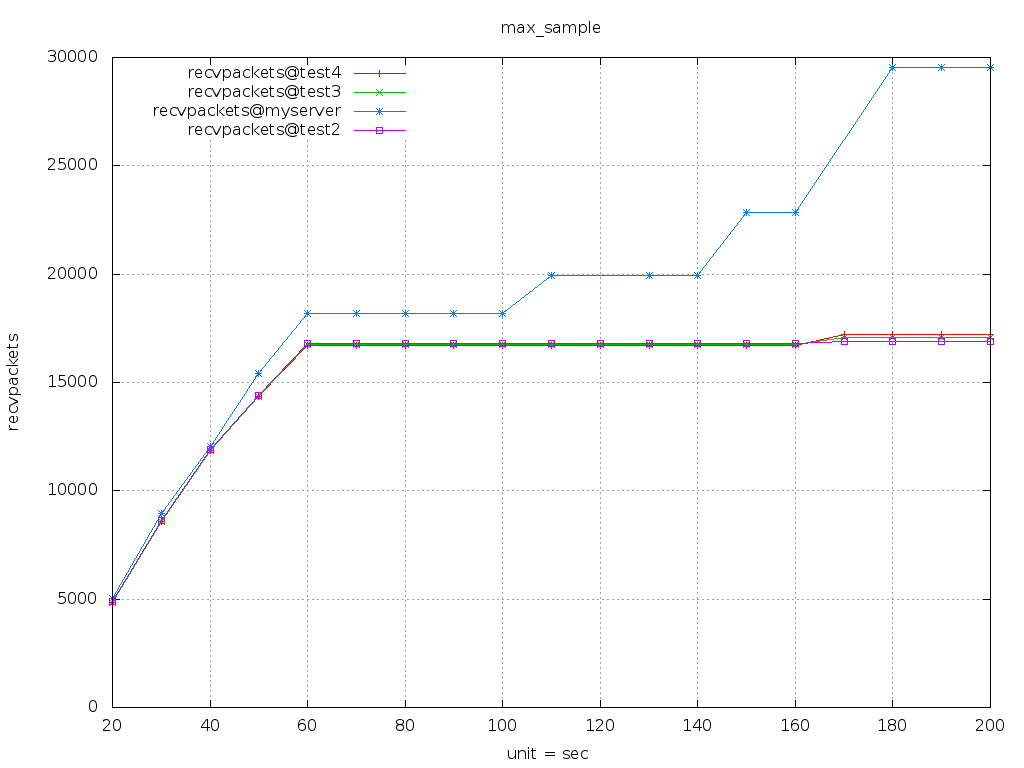 max_sample
30000
25000
20000
15000
10000
5000
0
recvpackets@test4
recvpackets@test3
recvpackets@myserver
recvpackets@test2
recvpackets
20 40 60 80 100 120 140 160 180 200
unit = sec